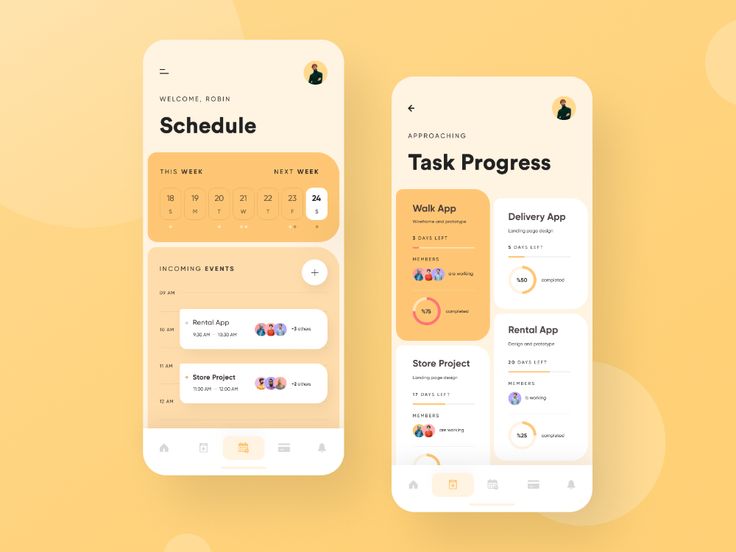 WELCOME, ROBIN
Schedule
THIS WEEK NEXT WEEK
18 19 20 21 22 23 24
S M T W T F S
INCOMING EVENTS
+
09 AM
10 AM
Rental App
9:30 AM - 10:30 AM
+3 others
11 AM
Store Project
11:00 AM - 12:00 AM
+2 others
12 AM
APPROACHING
Task Progress
Walk App
Wireframe and prototype
3 DAYS LEFT
MEMBERS
are working
%75 completed
Delivery App
Landing page design
5 DAYS LEFT
%50 completed
Store Project
Landing page design
17 DAYS LEFT
MEMBERS
are working
Rental App
Design and prototype
20 DAYS LEFT
MEMBERS
is working
%25 completed